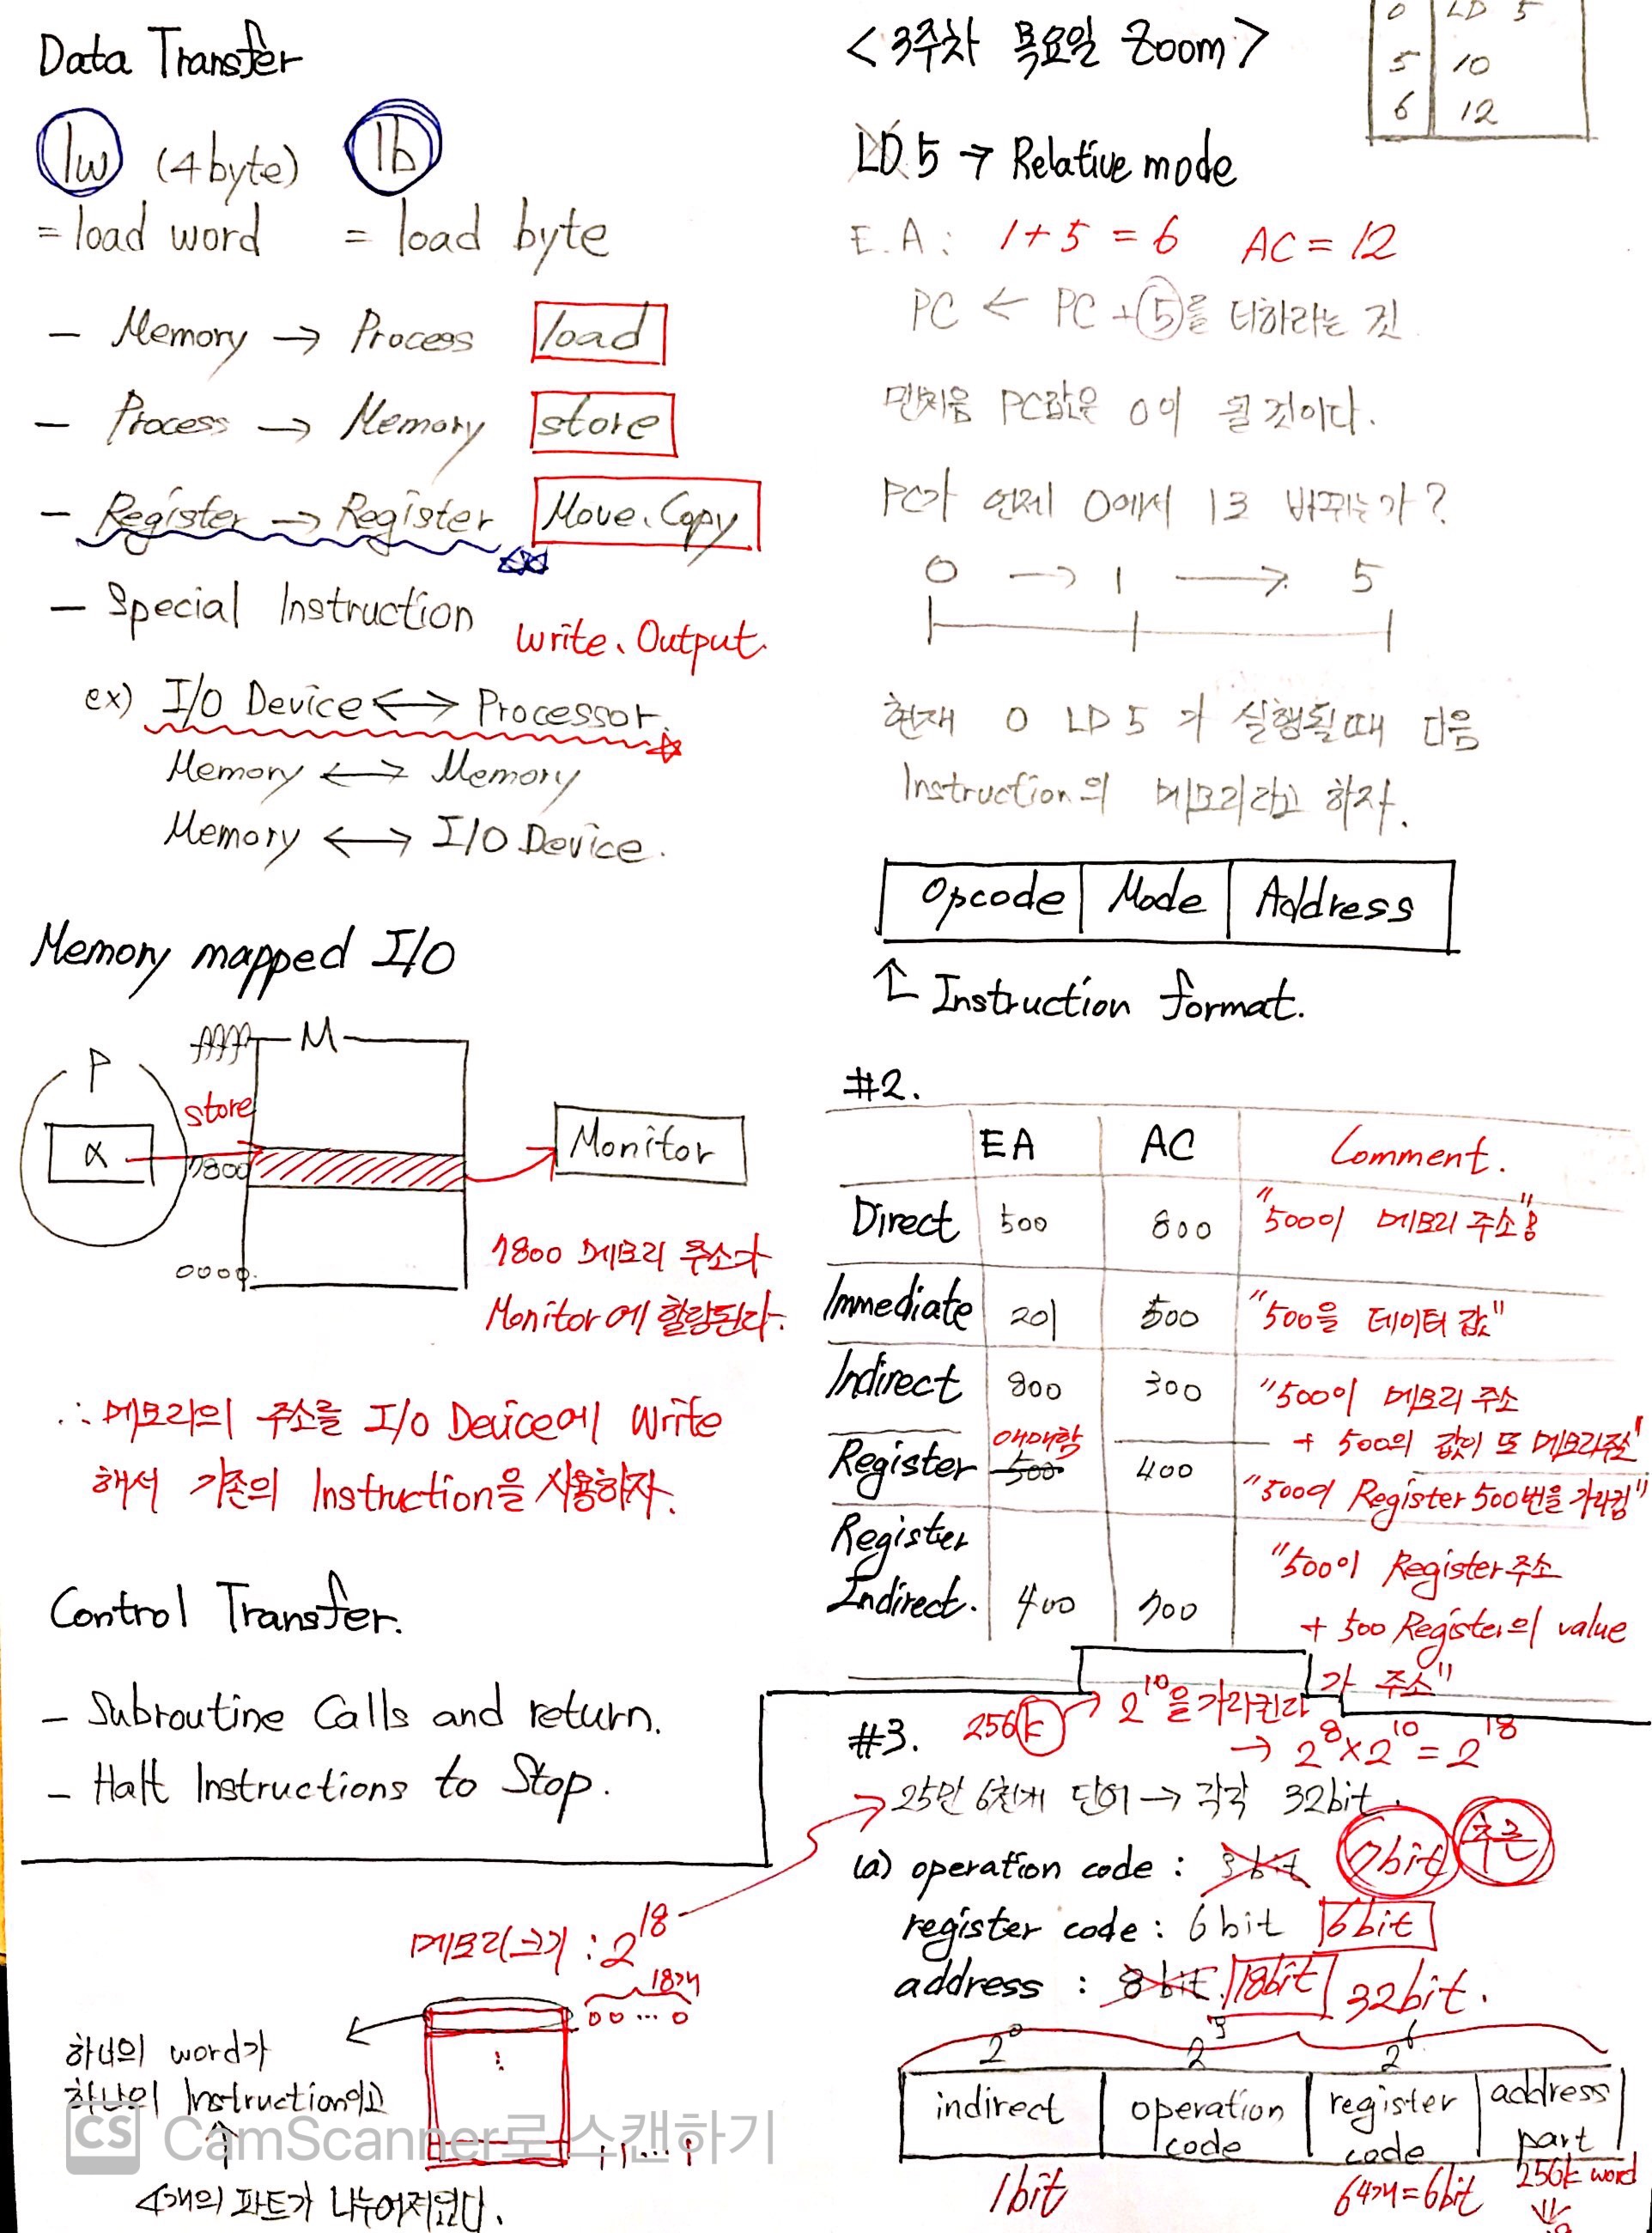 Data Transfer
lw (4byte) lb
= load word = load byte
- Memory → Process load
- Process → Memory store
- Register → Register Move、Copy
- Special Instruction
Write、Output.
ex) I/O Device ↔ Processor.
Memory ↔ Memory
Memory ↔ I/O Device.
Memory mapped I/O
ffff M
P
store
α
7800
Monitor
0000.
7800 메모리 주소가
Monitor에 할당된다.
∴ 메모리의 주소를 I/O Device에 Write
해서 기존의 Instruction을 사용하자.
Control Transfer.
- Subroutine Calls and return.
- Halt Instructions to Stop.
메모리크기 : 2^18
18개
00...0
하나의 word가
하나의 Instruction이고
11...1
4개의 파트가 나누어져있다.
CS CamScanner로 스캔하기
<3주차 목요일 Zoom>
0 LD 5
5 10
6 12
LD 5 → Relative mode
E.A: 1+5=6 AC=12
PC ← PC + 5를 더하라는 것
맨처음 PC값은 0이 될 것이다.
PC가 언제 0에서 1로 바뀌는가?
0 → 1 → 5
현재 0 LD 5 가 실행될때 다음
Instruction의 메모리라고 하자.
Opcode Mode Address
↑ Instruction format.
#2.
EA AC Comment.
Direct 500 800 "500이 메모리 주소"
Immediate 201 500 "500을 데이터 값"
Indirect 800 300 "500이 메모리 주소
+ 500의 값이 또 메모리주소"
애매함
Register 500 400 "500이 Register 500번을 가리킴"
Register
Indirect. 400 700 "500이 Register 주소
+ 500 Register의 value
가 주소"
#3. 256k → 2^10을 가리킨다
→ 2^8 x 2^10 = 2^18
25만 6천개 단어 → 각각 32bit.
(a) operation code : 7bit 추론
register code : 6bit 6bit
address : 8bit 18bit 32bit.
2^0 2^6
indirect operation code register code address part
1bit 64개=6bit 256k word